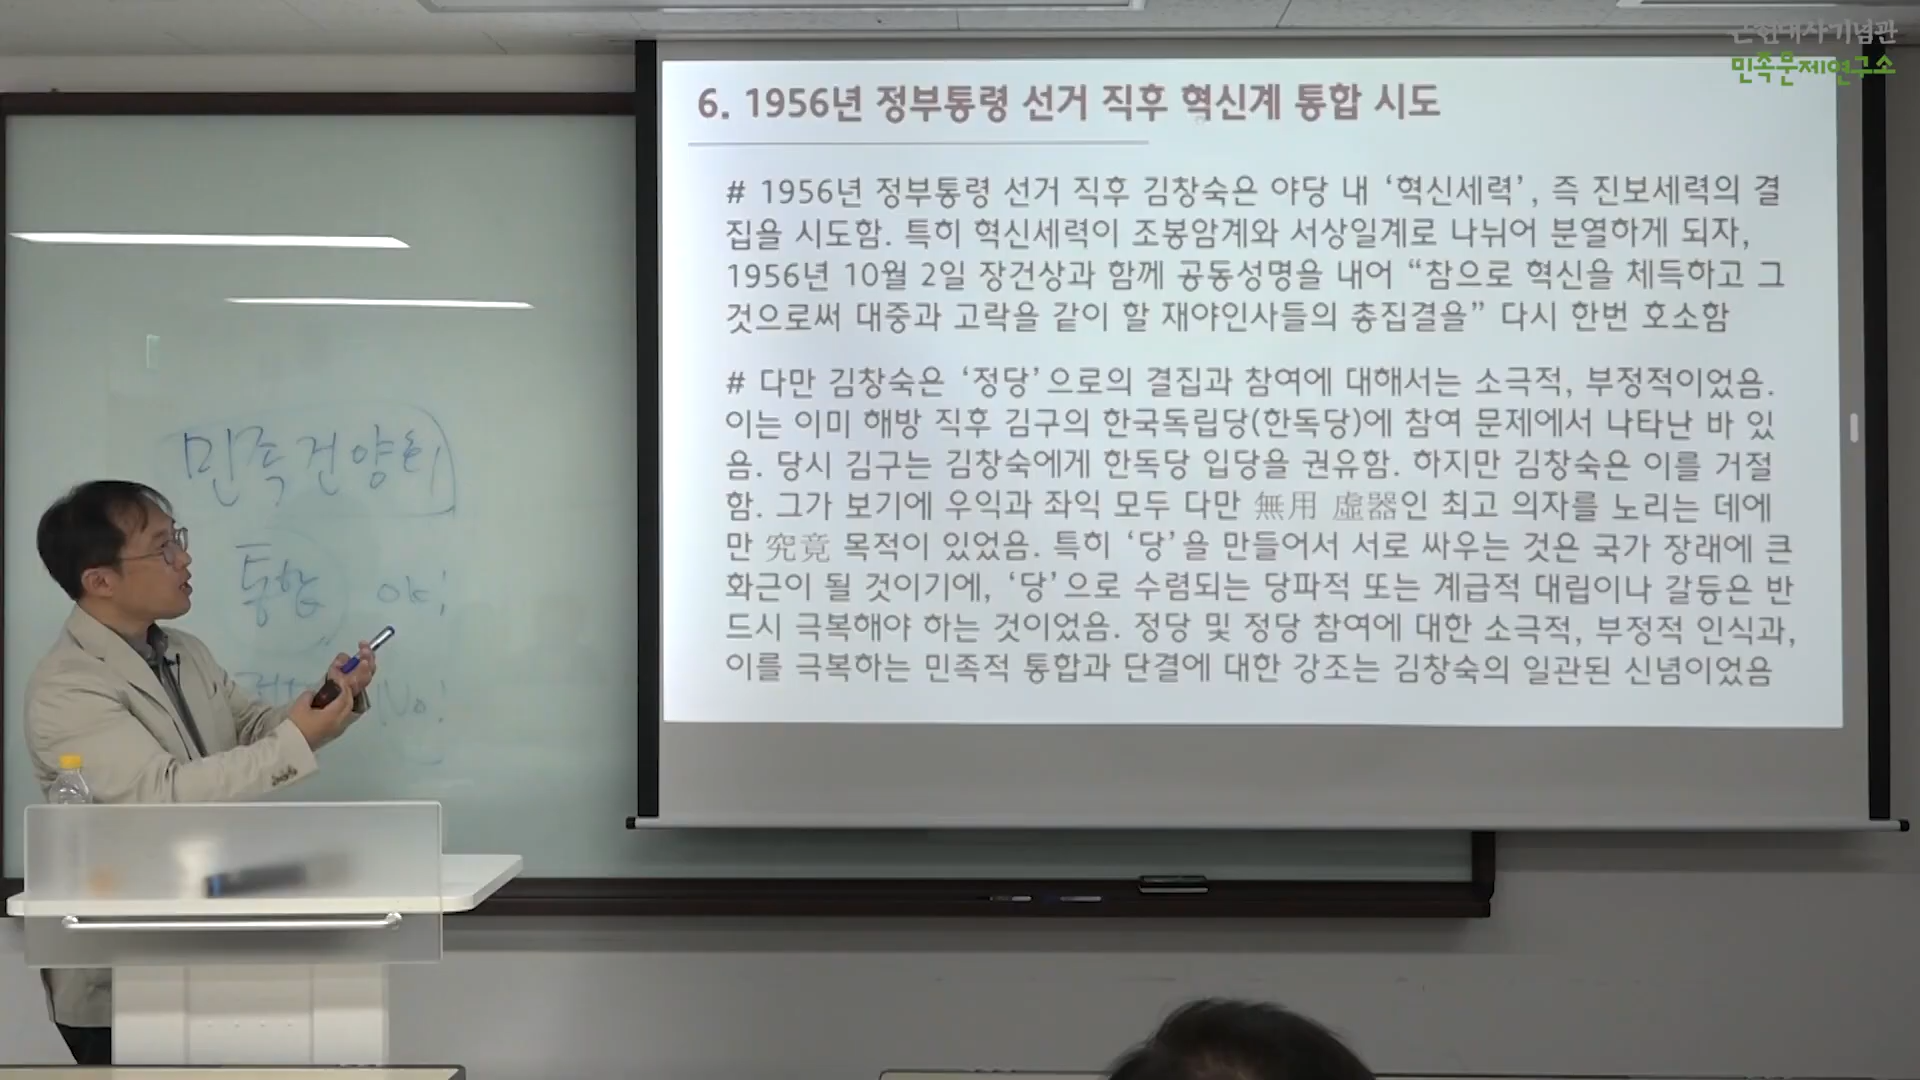 근현대사기념관
민족문제연구소
6. 1956년 정부통령 선거 직후 혁신계 통합 시도
# 1956년 정부통령 선거 직후 김창숙은 야당 내 ‘혁신세력’, 즉 진보세력의 결
집을 시도함. 특히 혁신세력이 조봉암계와 서상일계로 나뉘어 분열하게 되자,
1956년 10월 2일 장건상과 함께 공동성명을 내어 “참으로 혁신을 체득하고 그
것으로써 대중과 고락을 같이 할 재야인사들의 총집결을” 다시 한번 호소함
# 다만 김창숙은 ‘정당’으로의 결집과 참여에 대해서는 소극적, 부정적이었음.
이는 이미 해방 직후 김구의 한국독립당(한독당)에 참여 문제에서 나타난 바 있
음. 당시 김구는 김창숙에게 한독당 입당을 권유함. 하지만 김창숙은 이를 거절
함. 그가 보기에 우익과 좌익 모두 다만 無用 虛器인 최고 의자를 노리는 데에
만 究竟 목적이 있었음. 특히 ‘당’을 만들어서 서로 싸우는 것은 국가 장래에 큰
화근이 될 것이기에, ‘당’으로 수렴되는 당파적 또는 계급적 대립이나 갈등은 반
드시 극복해야 하는 것이었음. 정당 및 정당 참여에 대한 소극적, 부정적 인식과,
이를 극복하는 민족적 통합과 단결에 대한 강조는 김창숙의 일관된 신념이었음
민족건양회
통합
No!